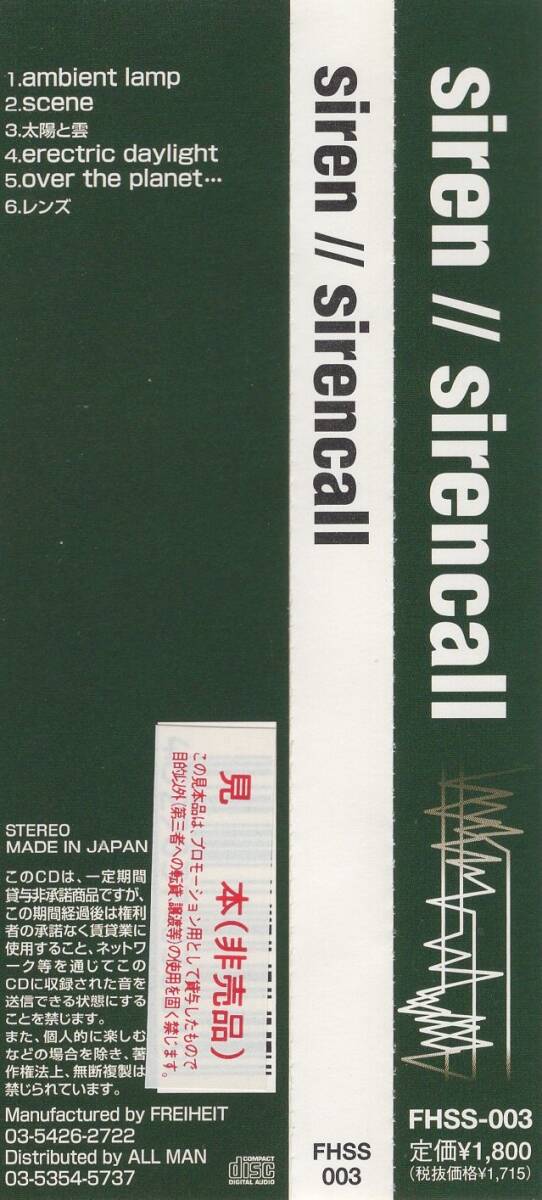 1.ambient lamp
2.scene
3.太陽と雲
4.erectric daylight
5.over the planet…
6.レンズ
STEREO
MADE IN JAPAN
このCDは、一定期間
貸与非承諾商品ですが、
この期間経過後は権利
者の承諾なく賃貸業に
使用すること、ネットワ
ーク等を通じてこの
CDに収録された音を
送信できる状態にする
ことを禁じます。
また、個人的に楽しむ
などの場合を除き、著
作権法上、無断複製は
禁じられています。
Manufactured by FREIHEIT
03-5426-2722
Distributed by ALL MAN
03-5354-5737
見 本(非売品)
この見本品は、プロモーション用として貸与したもので
目的以外(第三者への転貸、譲渡等)の使用を固く禁じます。
COMPACT
disc
DIGITAL AUDIO
siren // sirencall
FHSS
003
siren // sirencall
FHSS-003
定価¥1,800
(税抜価格¥1,715)